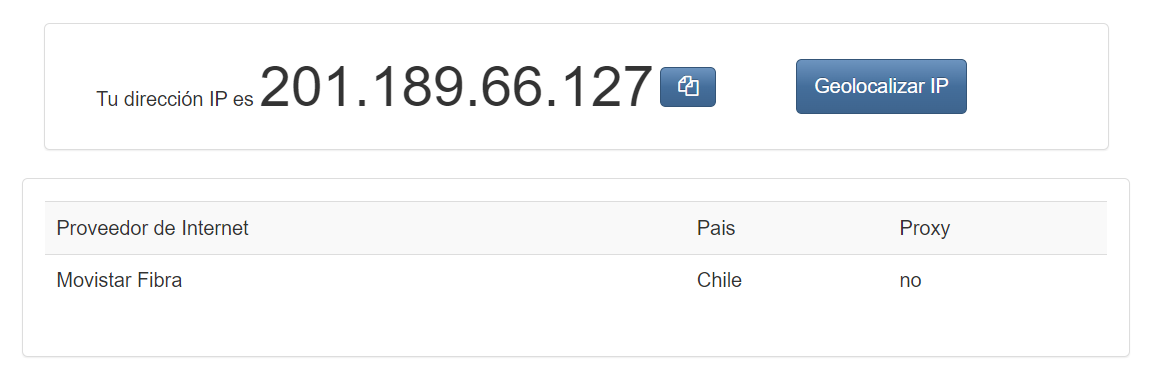 Tu dirección IP es 201.189.66.127
Geolocalizar IP
Proveedor de Internet Pais Proxy
Movistar Fibra Chile no